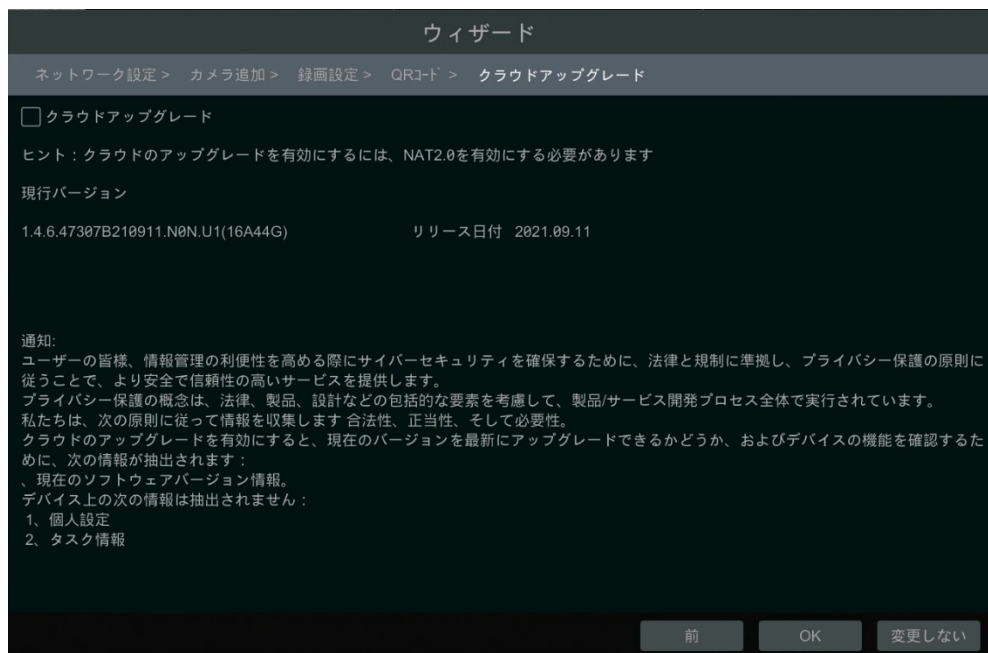 ウィザード
ネットワーク設定 > カメラ追加 > 録画設定 > QRｺｰﾄﾞ > クラウドアップグレード
クラウドアップグレード
ヒント：クラウドのアップグレードを有効にするには、NAT2.0を有効にする必要があります
現行バージョン
1.4.6.47307B210911.N0N.U1(16A44G) リリース日付 2021.09.11
通知:
ユーザーの皆様、情報管理の利便性を高める際にサイバーセキュリティを確保するために、法律と規制に準拠し、プライバシー保護の原則に
従うことで、より安全で信頼性の高いサービスを提供します。
プライバシー保護の概念は、法律、製品、設計などの包括的な要素を考慮して、製品/サービス開発プロセス全体で実行されています。
私たちは、次の原則に従って情報を収集します 合法性、正当性、そして必要性。
クラウドのアップグレードを有効にすると、現在のバージョンを最新にアップグレードできるかどうか、およびデバイスの機能を確認するた
めに、次の情報が抽出されます：
、現在のソフトウェアバージョン情報。
デバイス上の次の情報は抽出されません：
1、個人設定
2、タスク情報
前 OK 変更しない